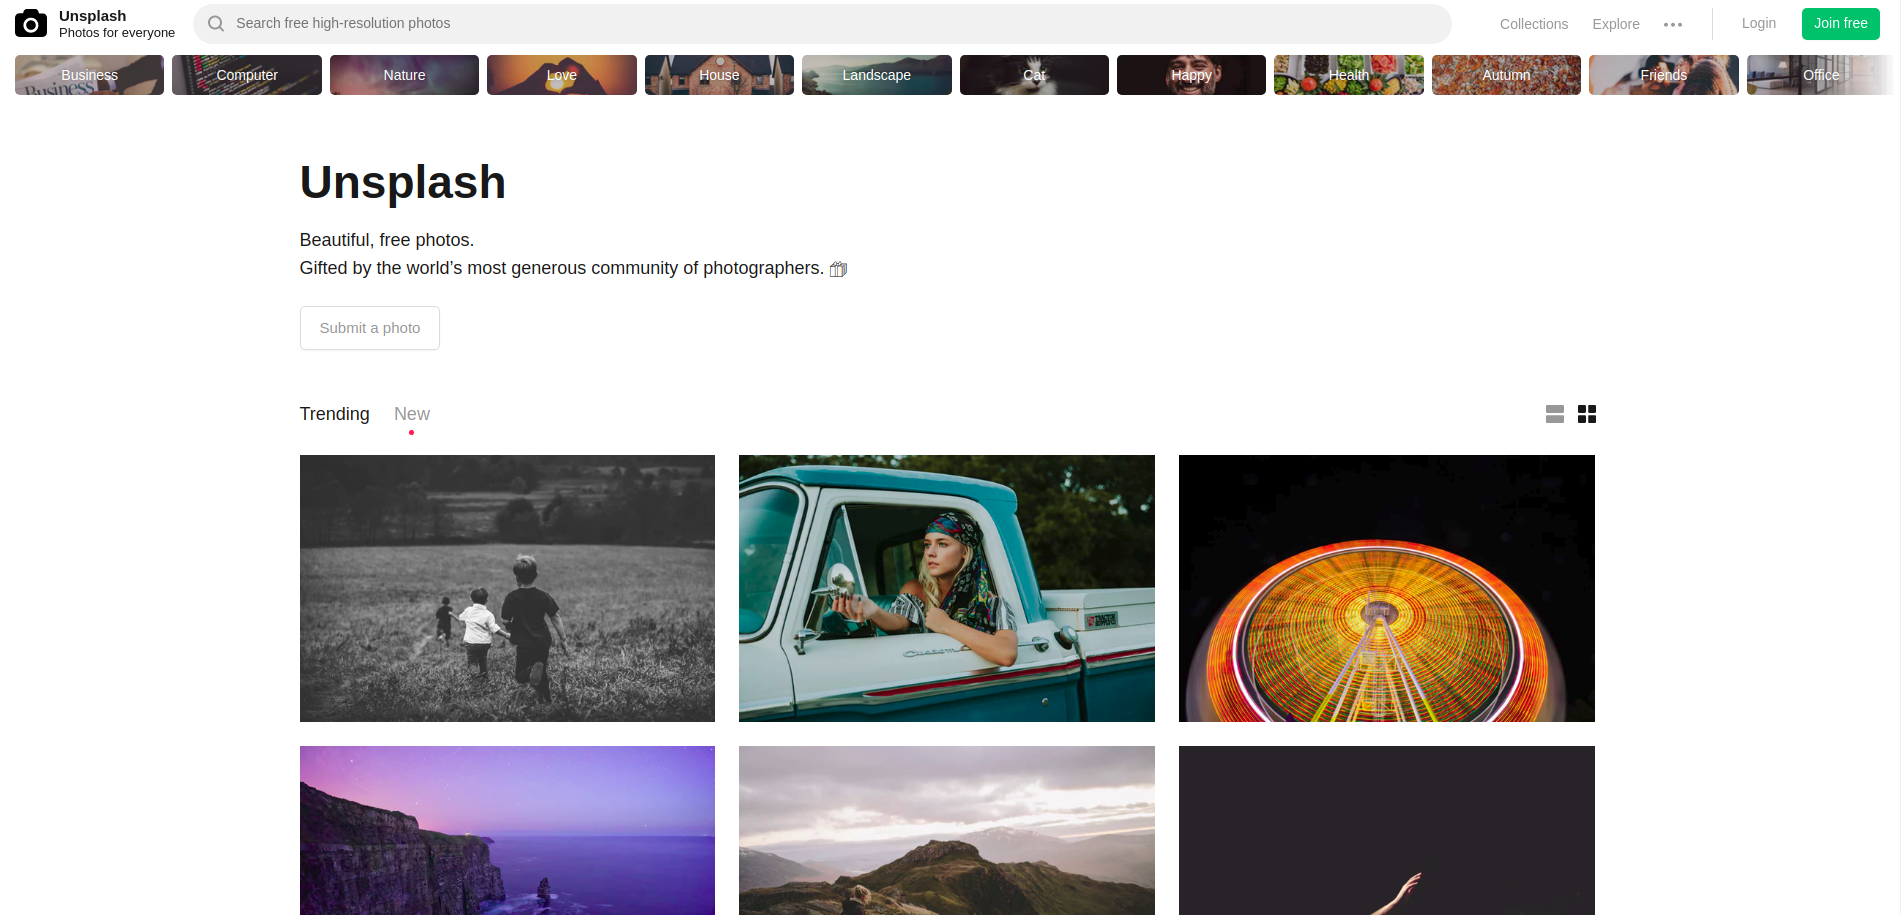 Unsplash
Photos for everyone
Search free high-resolution photos
Collections
Explore
Login
Join free
Business
Business
Computer
Nature
Love
House
Landscape
Cat
Happy
Health
Autumn
Friends
Office
Unsplash
Beautiful, free photos.
Gifted by the world’s most generous community of photographers.
Submit a photo
Trending
New